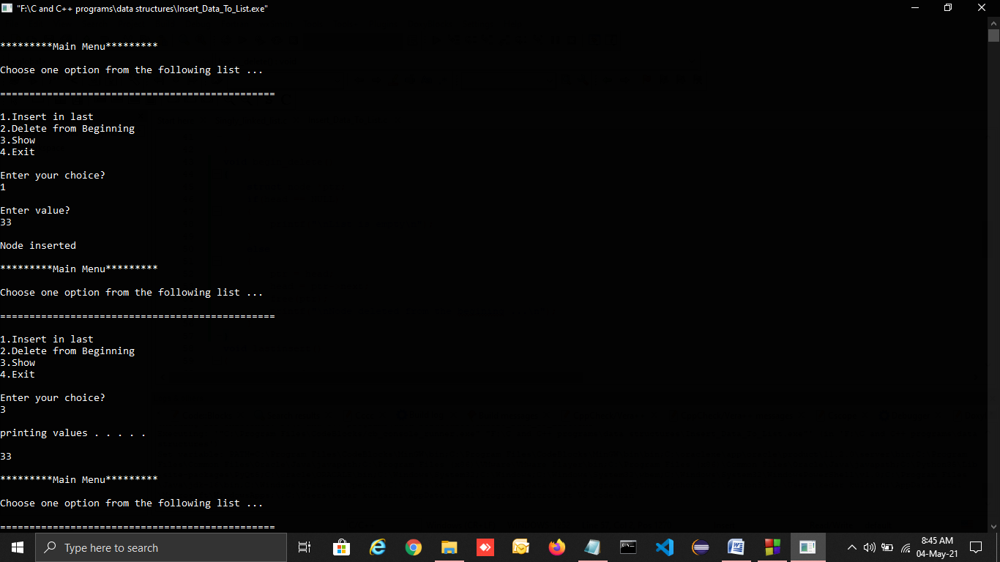 "F:\C and C++ programs\data structures\Insert_Data_To_List.exe"
*********Main Menu*********
Choose one option from the following list ...
===============================================
1.Insert in last
2.Delete from Beginning
3.Show
4.Exit
Enter your choice?
1
Enter value?
33
Node inserted
*********Main Menu*********
Choose one option from the following list ...
===============================================
1.Insert in last
2.Delete from Beginning
3.Show
4.Exit
Enter your choice?
3
printing values . . . . .
33
*********Main Menu*********
Choose one option from the following list ...
===============================================
Type here to search
8:45 AM
04-May-21